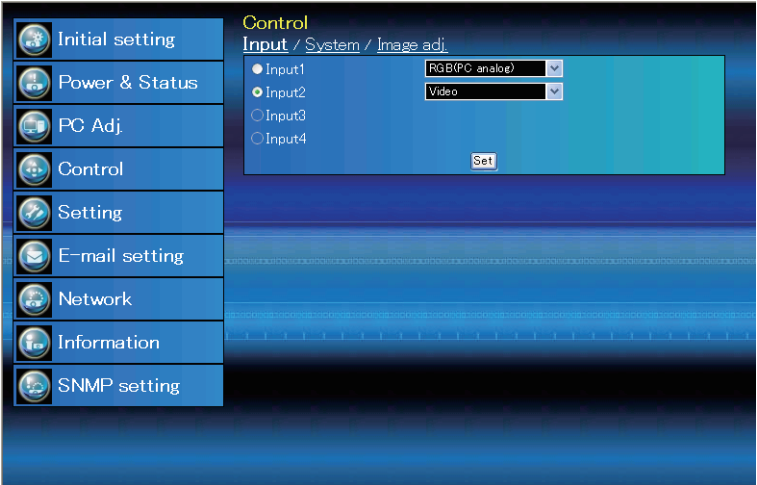 Initial setting
Power & Status
PC Adj.
Control
Setting
E-mail setting
Network
Information
SNMP setting
Control
Input / System / Image adj.
Input1 RGB(PC analog)
Input2 Video
Input3
Input4
Set